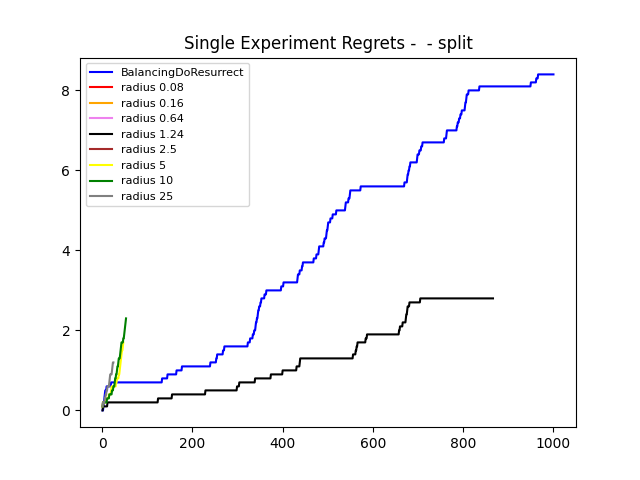 Single Experiment Regrets -  - split
BalancingDoResurrect
radius 0.08
radius 0.16
radius 0.64
radius 1.24
radius 2.5
radius 5
radius 10
radius 25
8
6
4
2
0
0 200 400 600 800 1000